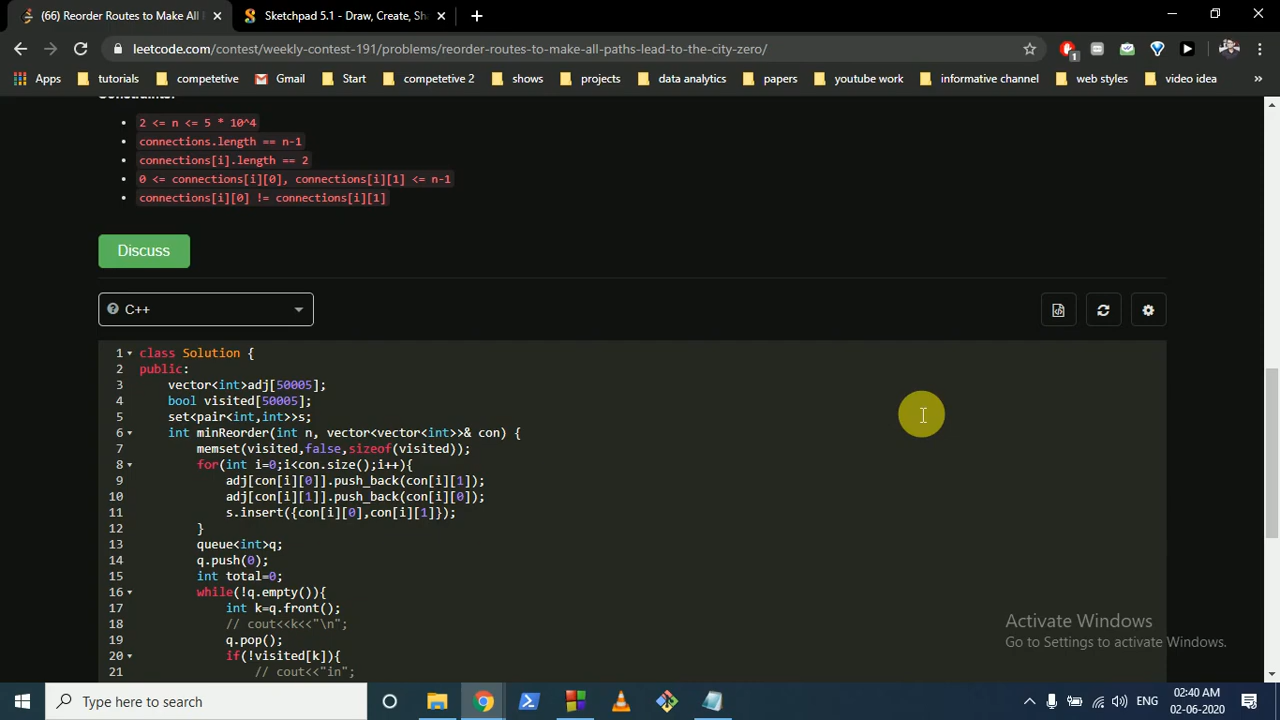 (66) Reorder Routes to Make All
Sketchpad 5.1 - Draw, Create, Sh
leetcode.com/contest/weekly-contest-191/problems/reorder-routes-to-make-all-paths-lead-to-the-city-zero/
1
Apps
tutorials
competetive
Gmail
Start
competetive 2
shows
projects
data analytics
papers
youtube work
informative channel
web styles
video idea
»
Constraints:
2 <= n <= 5 * 10^4
connections.length == n-1
connections[i].length == 2
0 <= connections[i][0], connections[i][1] <= n-1
connections[i][0] != connections[i][1]
Discuss
C++
1 class Solution {
2 public:
3 vector<int>adj[50005];
4 bool visited[50005];
5 set<pair<int,int>>s;
6 int minReorder(int n, vector<vector<int>>& con) {
7 memset(visited,false,sizeof(visited));
8 for(int i=0;i<con.size();i++){
9 adj[con[i][0]].push_back(con[i][1]);
10 adj[con[i][1]].push_back(con[i][0]);
11 s.insert({con[i][0],con[i][1]});
12 }
13 queue<int>q;
14 q.push(0);
15 int total=0;
16 while(!q.empty()){
17 int k=q.front();
18 // cout<<k<<"\n";
19 q.pop();
20 if(!visited[k]){
21 // cout<<"in";
Activate Windows
Go to Settings to activate Windows.
Type here to search
ENG
02:40 AM
02-06-2020